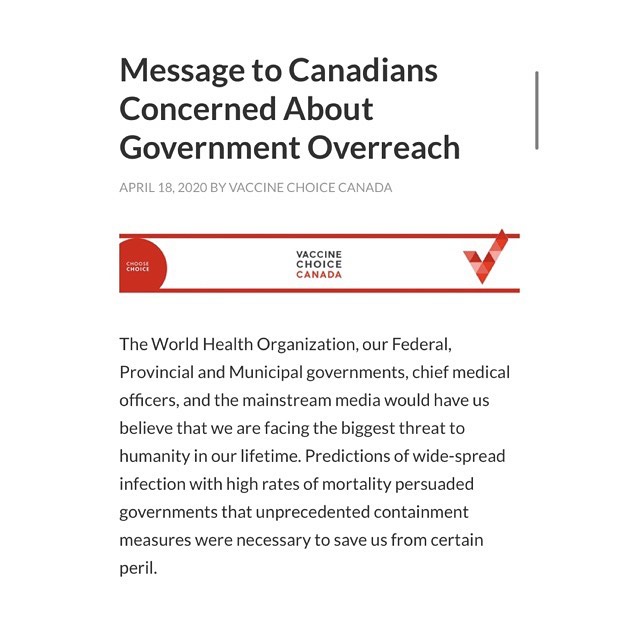 Message to Canadians
Concerned About
Government Overreach
APRIL 18, 2020 BY VACCINE CHOICE CANADA
CHOOSE
CHOICE
VACCINE
CHOICE
CANADA
The World Health Organization, our Federal,
Provincial and Municipal governments, chief medical
officers, and the mainstream media would have us
believe that we are facing the biggest threat to
humanity in our lifetime. Predictions of wide-spread
infection with high rates of mortality persuaded
governments that unprecedented containment
measures were necessary to save us from certain
peril.